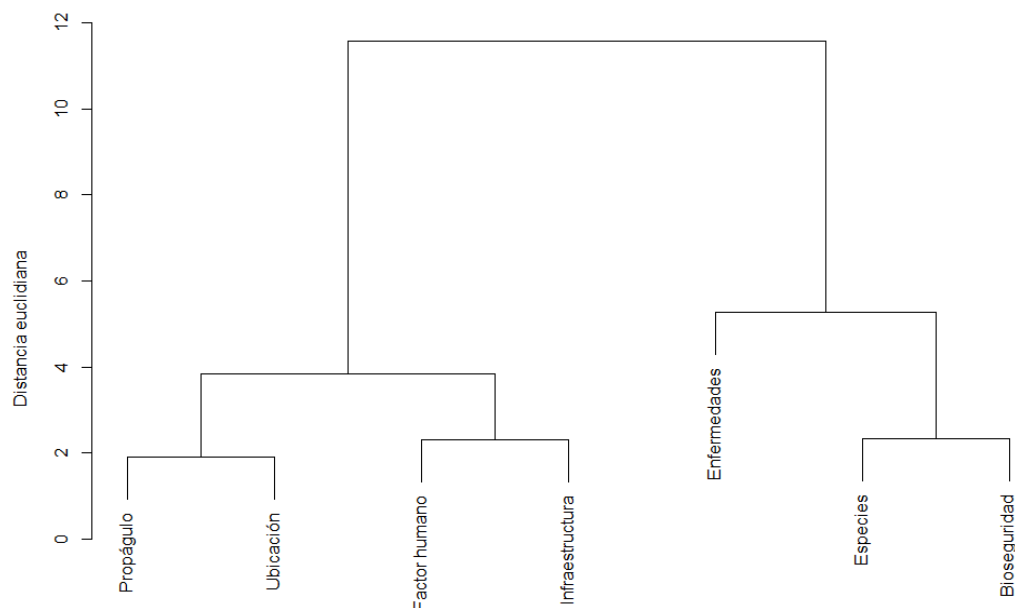 12
10
8
6
4
2
0
Distancia euclidiana
Propágulo
Ubicación
Factor humano
Infraestructura
Enfermedades
Especies
Bioseguridad